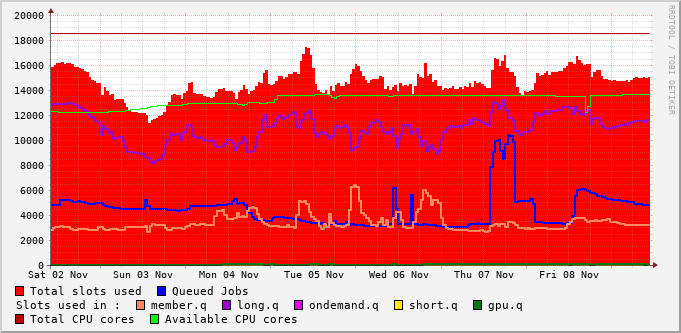 20000
18000
16000
14000
12000
10000
8000
6000
4000
2000
0
Sat 02 Nov Sun 03 Nov Mon 04 Nov Tue 05 Nov Wed 06 Nov Thu 07 Nov Fri 08 Nov
RRDTOOL / TOBI OETIKER
Total slots used Queued Jobs
Slots used in : member.q long.q ondemand.q short.q gpu.q
Total CPU cores Available CPU cores